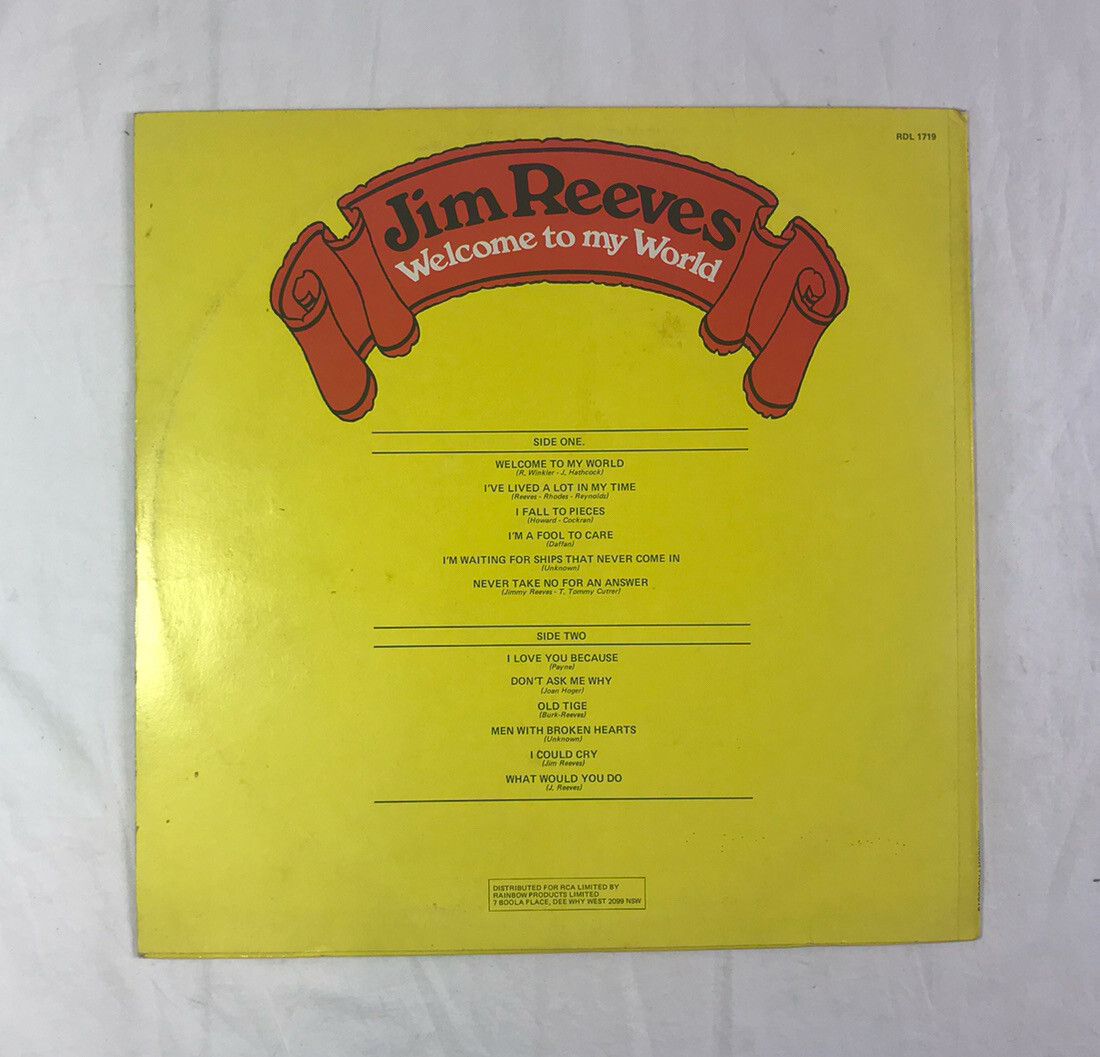 RDL 1719
Jim Reeves
Welcome to my World
SIDE ONE.
WELCOME TO MY WORLD
(R. Winkler - J. Hathcock)
I'VE LIVED A LOT IN MY TIME
(Reeves - Rhodes - Reynolds)
I FALL TO PIECES
(Howard - Cockran)
I'M A FOOL TO CARE
(Daffan)
I'M WAITING FOR SHIPS THAT NEVER COME IN
(Unknown)
NEVER TAKE NO FOR AN ANSWER
(Jimmy Reeves - T. Tommy Cutrer)
SIDE TWO
I LOVE YOU BECAUSE
(Payne)
DON'T ASK ME WHY
(Joan Hager)
OLD TIGE
(Burk-Reeves)
MEN WITH BROKEN HEARTS
(Unknown)
I COULD CRY
(Jim Reeves)
WHAT WOULD YOU DO
(J. Reeves)
DISTRIBUTED FOR RCA LIMITED BY
RAINBOW PRODUCTS LIMITED
7 BOOLA PLACE, DEE WHY WEST 2099 NSW